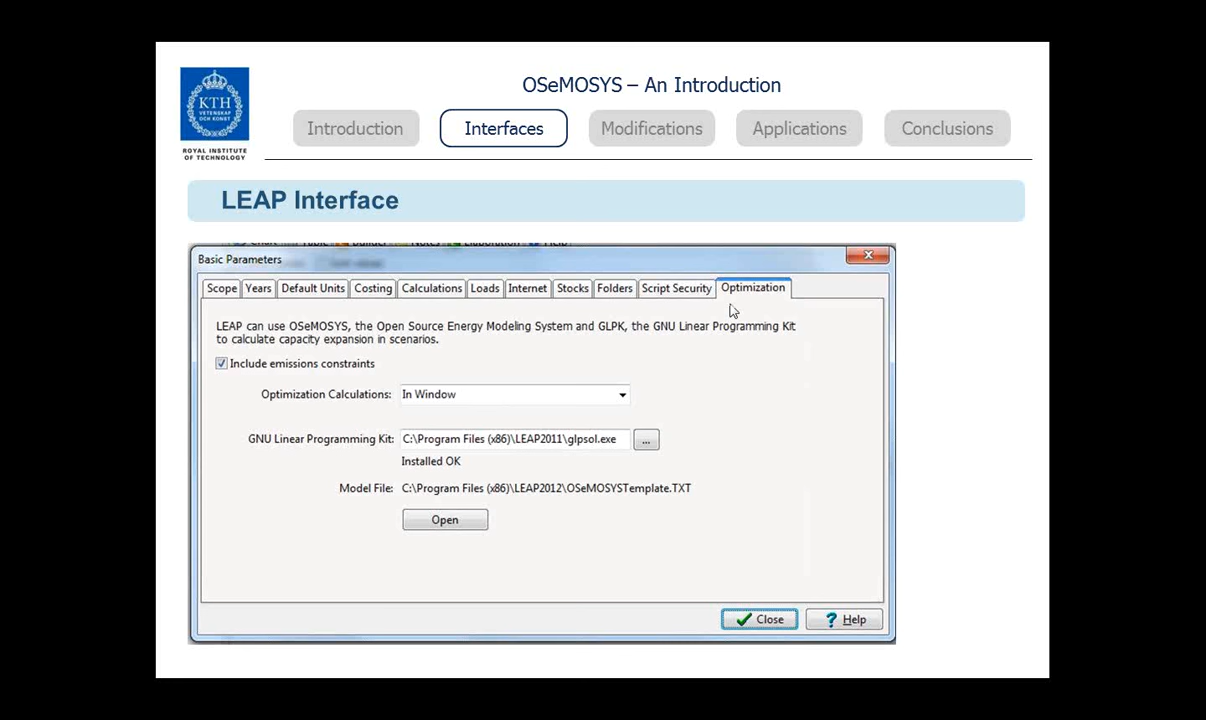 OSeMOSYS – An Introduction
KTH
VETENSKAP
OCH KONST
ROYAL INSTITUTE
OF TECHNOLOGY
Introduction
Interfaces
Modifications
Applications
Conclusions
LEAP Interface
Basic Parameters
Scope
Years
Default Units
Costing
Calculations
Loads
Internet
Stocks
Folders
Script Security
Optimization
LEAP can use OSeMOSYS, the Open Source Energy Modeling System and GLPK, the GNU Linear Programming Kit
to calculate capacity expansion in scenarios.
Include emissions constraints
Optimization Calculations: In Window
GNU Linear Programming Kit: C:\Program Files (x86)\LEAP2011\glpsol.exe ...
Installed OK
Model File: C:\Program Files (x86)\LEAP2012\OSeMOSYSTemplate.TXT
Open
Close
Help